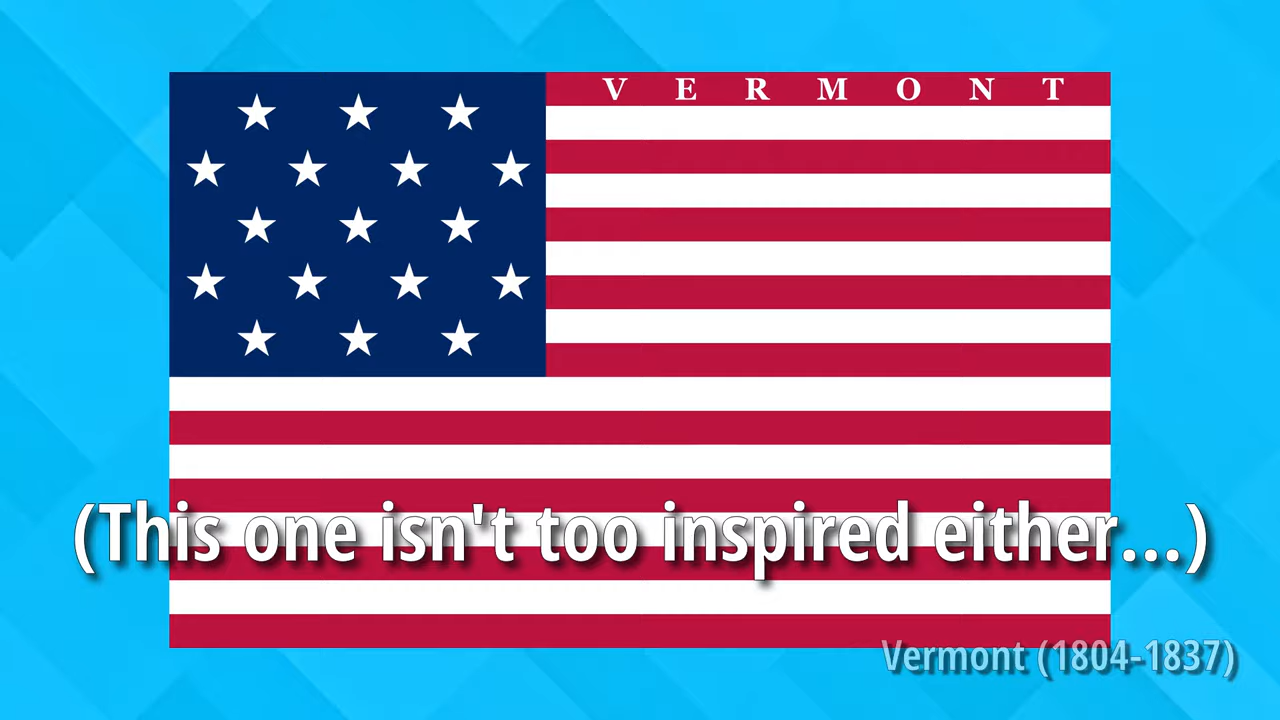 V E R M O N T
(This one isn't too inspired either...)
Vermont (1804-1837)